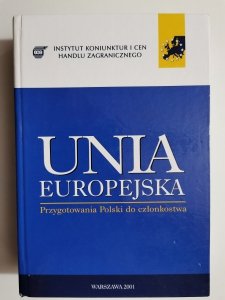 INSTYTUT KONIUNKTUR I CEN
HANDLU ZAGRANICZNEGO
UNIA
EUROPEJSKA
Przygotowania Polski do członkostwa
WARSZAWA 2001